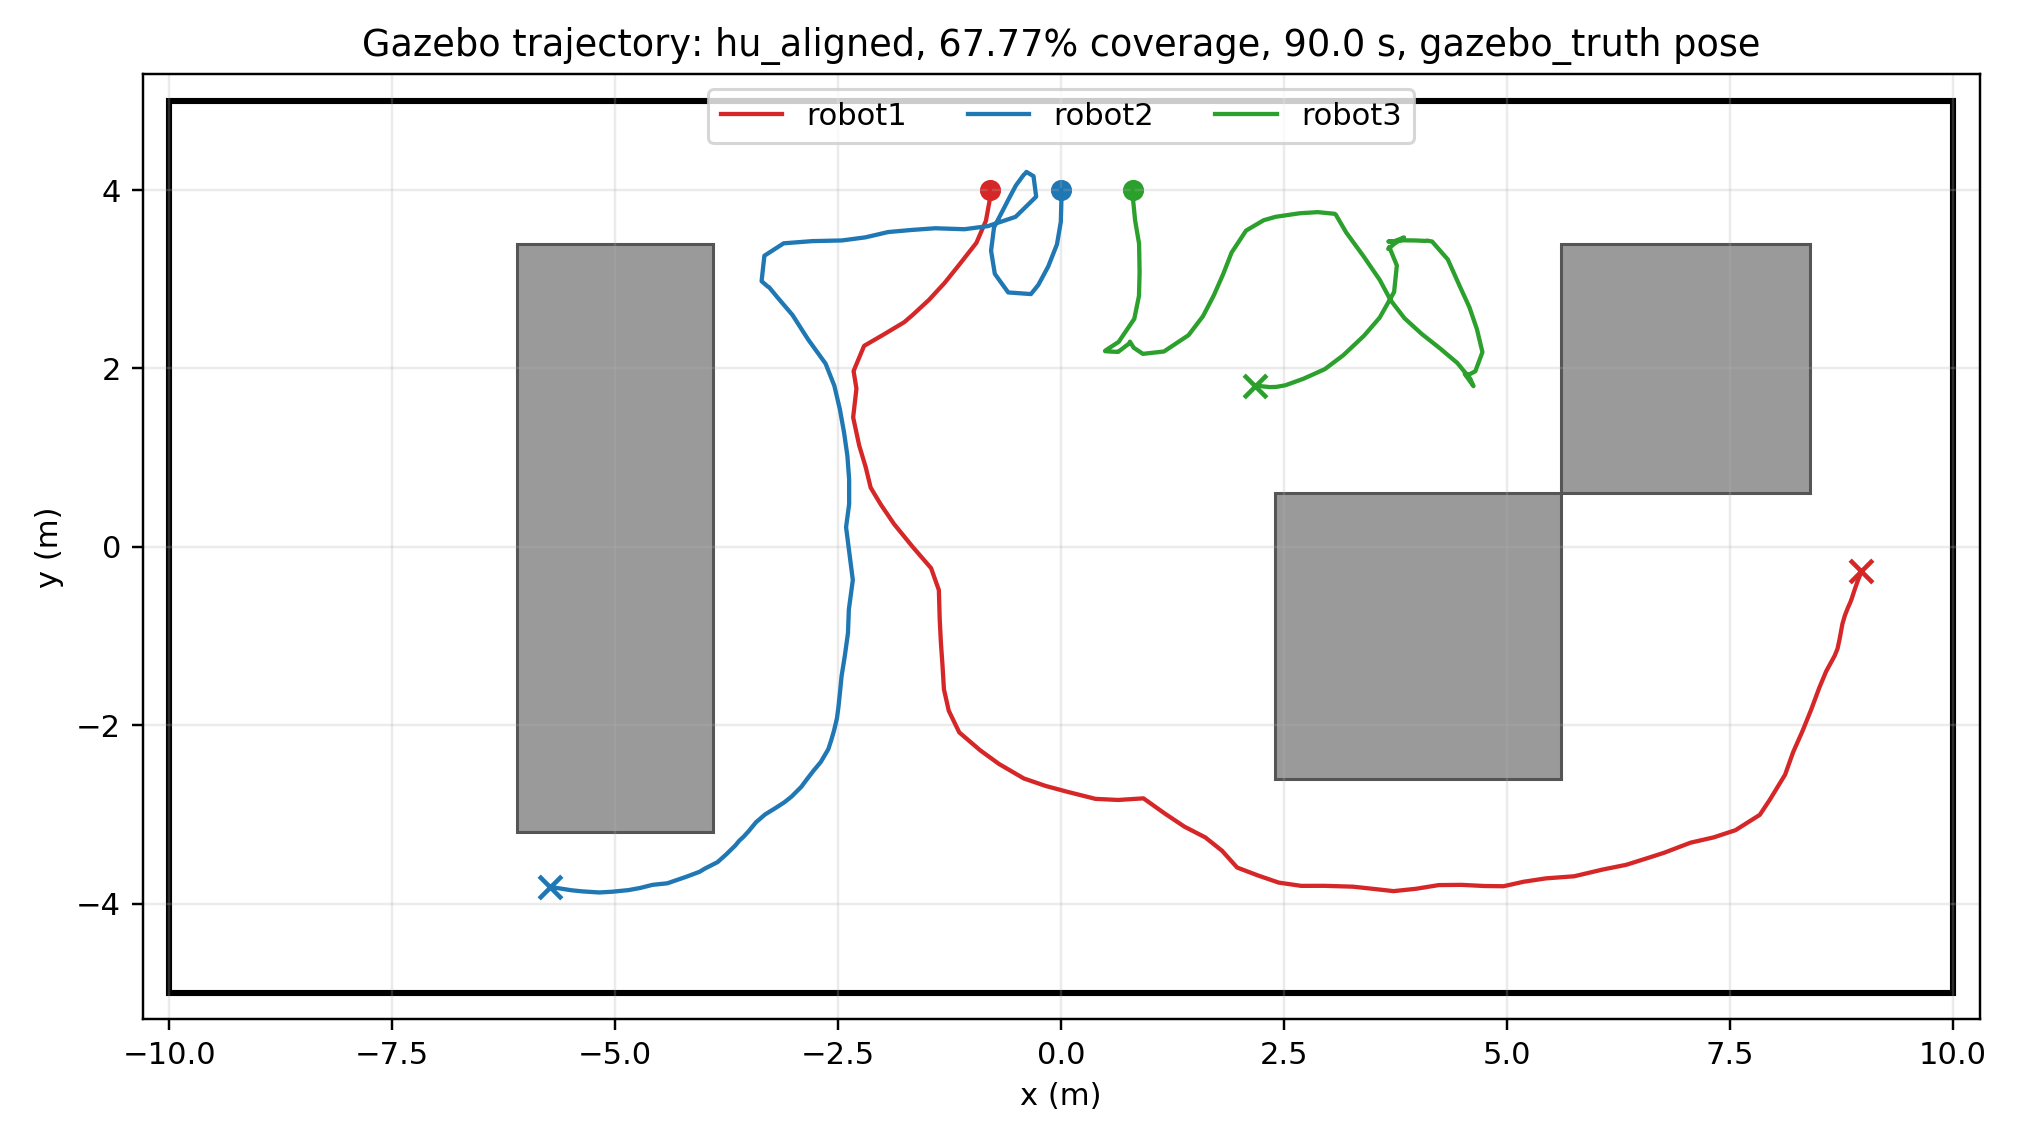 Gazebo trajectory: hu_aligned, 67.77% coverage, 90.0 s, gazebo_truth pose
robot1 robot2 robot3
4
2
0
−2
−4
y (m)
−10.0 −7.5 −5.0 −2.5 0.0 2.5 5.0 7.5 10.0
x (m)